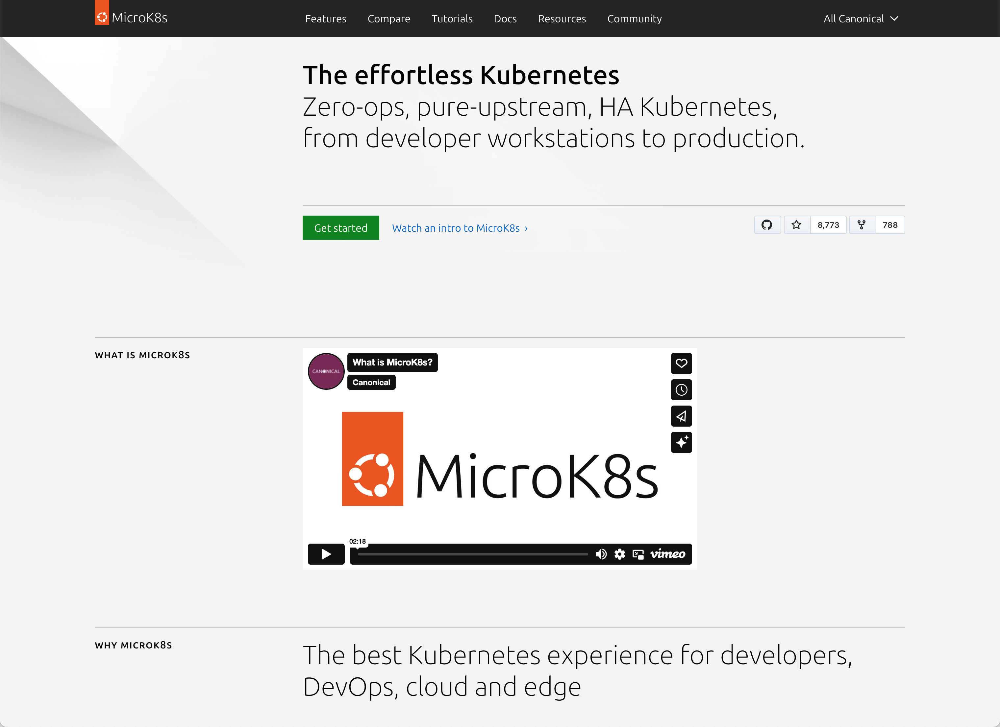 MicroK8s
Features Compare Tutorials Docs Resources Community
All Canonical
The effortless Kubernetes
Zero-ops, pure-upstream, HA Kubernetes,
from developer workstations to production.
Get started
Watch an intro to MicroK8s ›
8,773
788
WHAT IS MICROK8S
CANONICAL
What is MicroK8s?
Canonical
MicroK8s
02:18
vimeo
WHY MICROK8S
The best Kubernetes experience for developers,
DevOps, cloud and edge